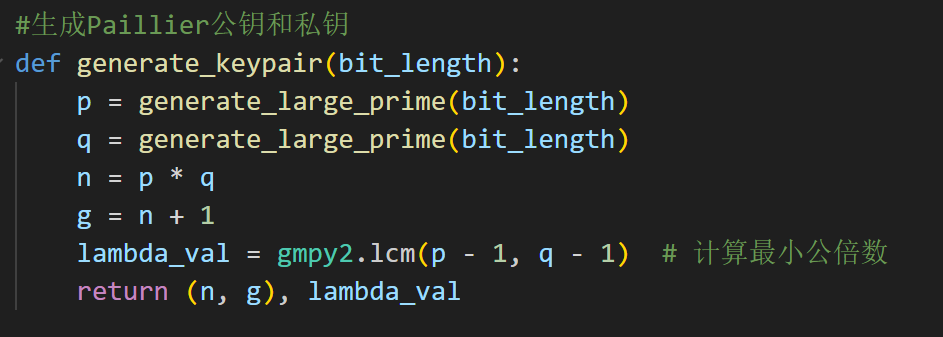 #生成Paillier公钥和私钥
def generate_keypair(bit_length):
    p = generate_large_prime(bit_length)
    q = generate_large_prime(bit_length)
    n = p * q
    g = n + 1
    lambda_val = gmpy2.lcm(p - 1, q - 1)  # 计算最小公倍数
    return (n, g), lambda_val